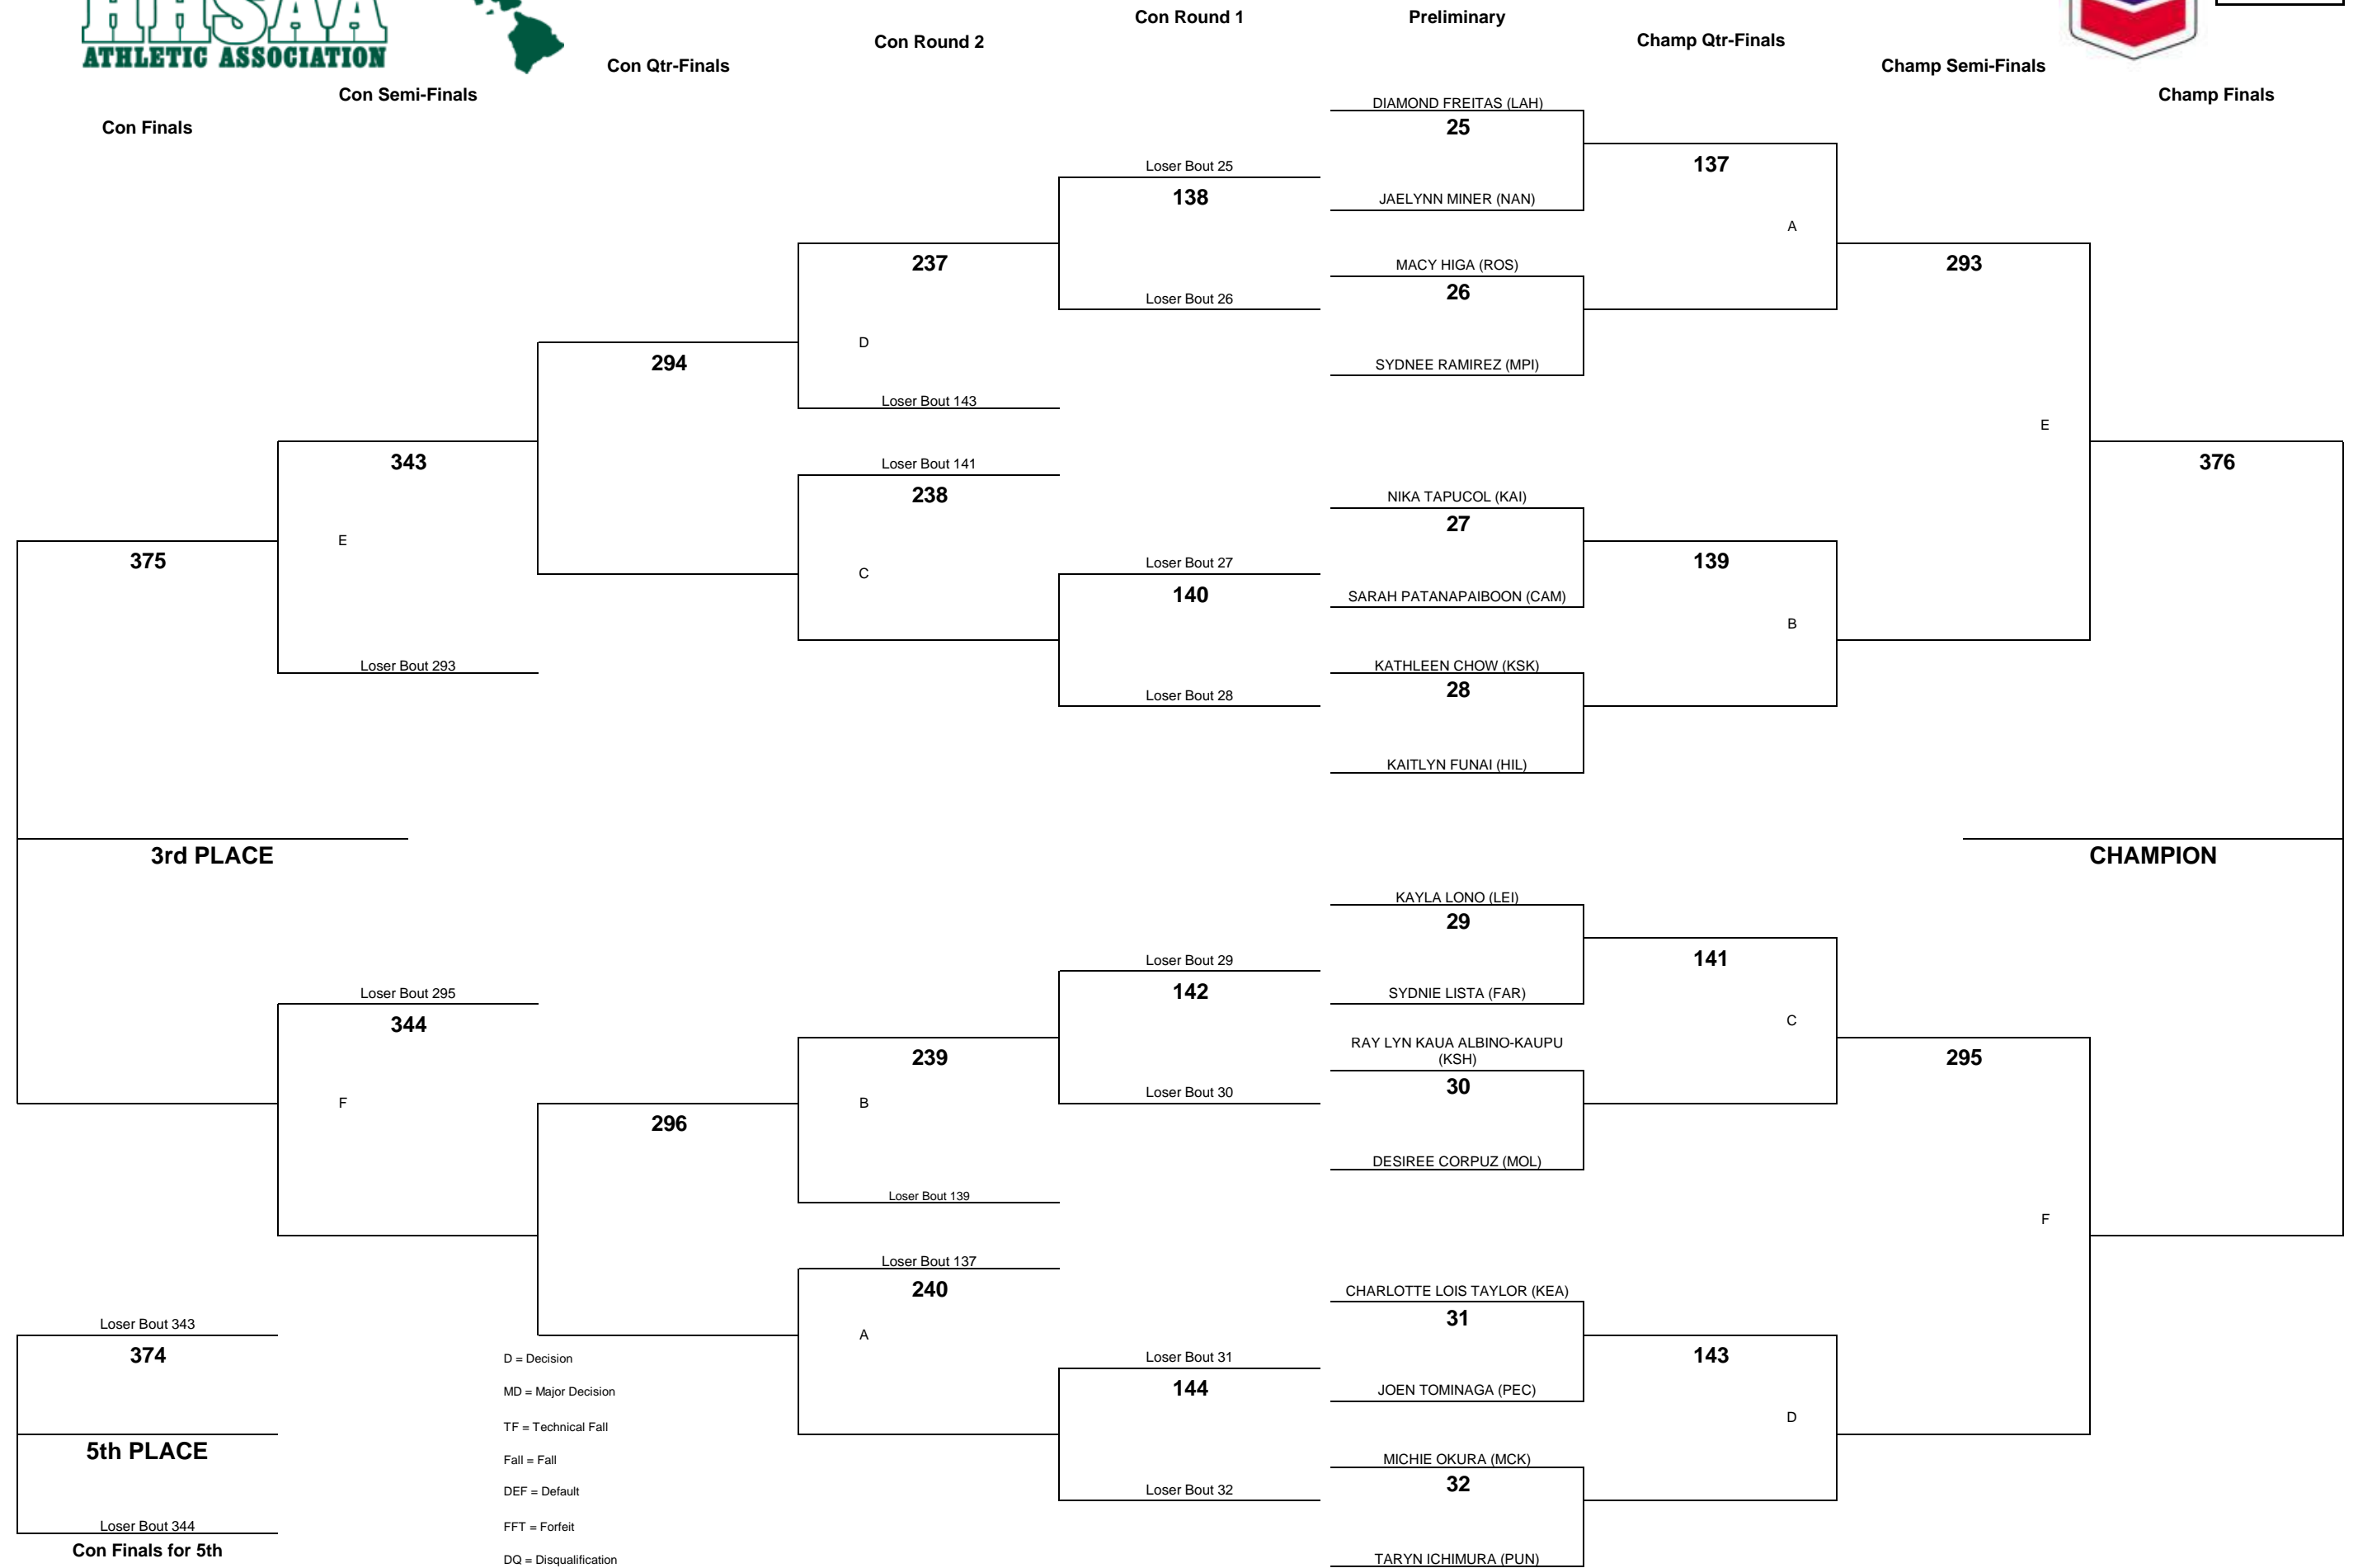 HHSAA
ATHLETIC ASSOCIATION
Con Finals
Con Semi-Finals
Con Qtr-Finals
Con Round 2
Con Round 1
Preliminary
Champ Qtr-Finals
Champ Semi-Finals
Champ Finals
DIAMOND FREITAS (LAH)
25
JAELYNN MINER (NAN)
MACY HIGA (ROS)
26
SYDNEE RAMIREZ (MPI)
NIKA TAPUCOL (KAI)
27
SARAH PATANAPAIBOON (CAM)
KATHLEEN CHOW (KSK)
28
KAITLYN FUNAI (HIL)
KAYLA LONO (LEI)
29
SYDNIE LISTA (FAR)
RAY LYN KAUA ALBINO-KAUPU
(KSH)
30
DESIREE CORPUZ (MOL)
CHARLOTTE LOIS TAYLOR (KEA)
31
JOEN TOMINAGA (PEC)
MICHIE OKURA (MCK)
32
TARYN ICHIMURA (PUN)
137
A
139
B
141
C
143
D
293
E
295
F
376
CHAMPION
Loser Bout 25
138
Loser Bout 26
Loser Bout 27
140
Loser Bout 28
Loser Bout 29
142
Loser Bout 30
Loser Bout 31
144
Loser Bout 32
237
D
Loser Bout 143
Loser Bout 141
238
C
239
B
Loser Bout 139
Loser Bout 137
240
A
294
296
343
E
Loser Bout 293
Loser Bout 295
344
F
375
3rd PLACE
Loser Bout 343
374
5th PLACE
Loser Bout 344
Con Finals for 5th
D = Decision
MD = Major Decision
TF = Technical Fall
Fall = Fall
DEF = Default
FFT = Forfeit
DQ = Disqualification